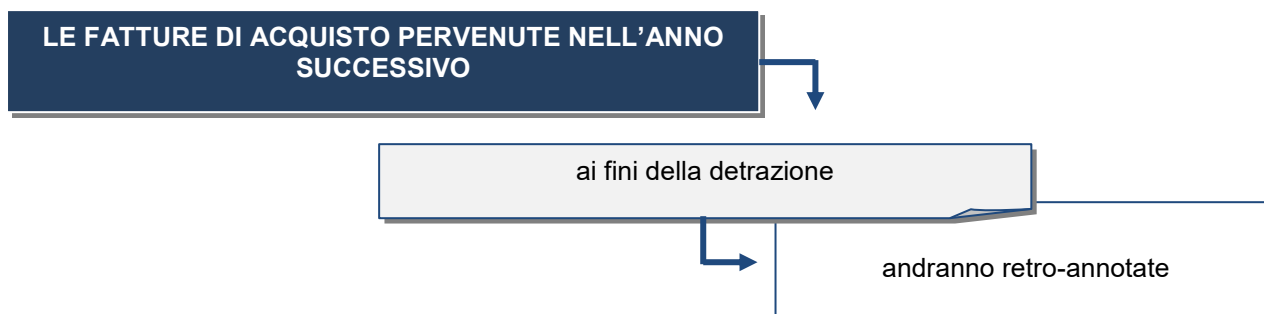 LE FATTURE DI ACQUISTO PERVENUTE NELL’ANNO
SUCCESSIVO
ai fini della detrazione
andranno retro-annotate